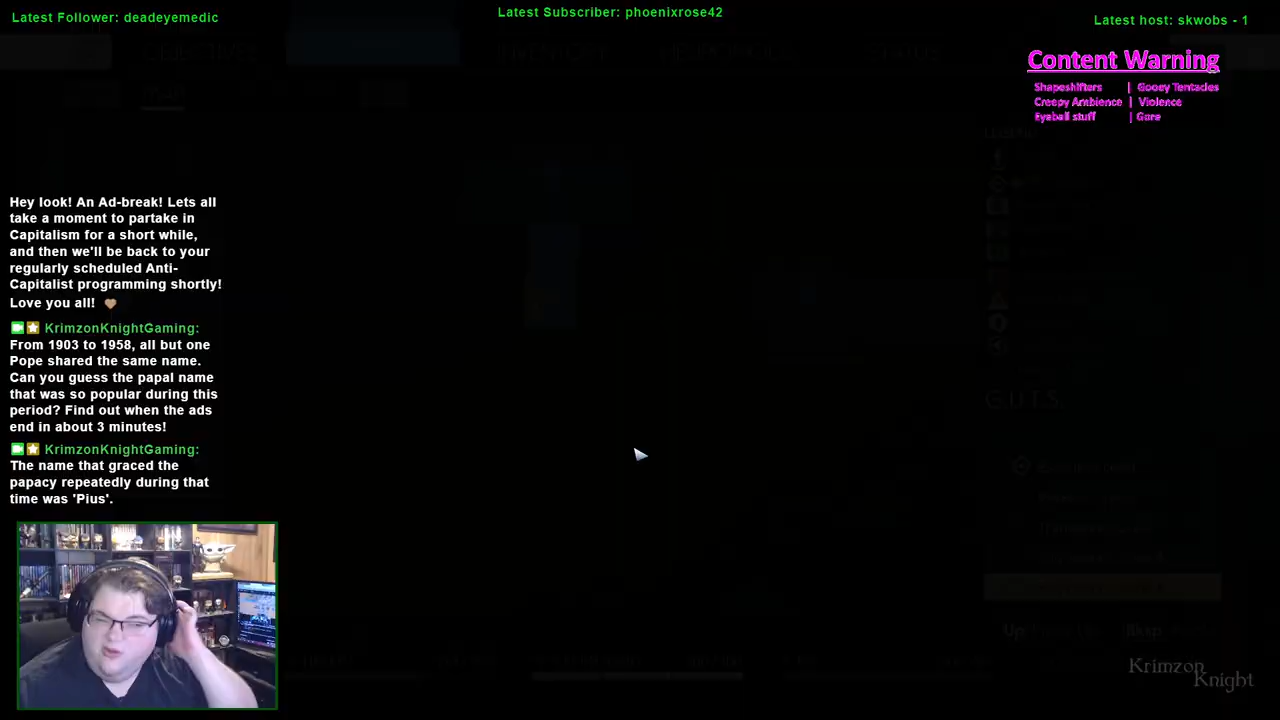 Latest Follower: deadeyemedic
Latest Subscriber: phoenixrose42
Latest host: skwobs - 1
Content Warning
Shapeshifters | Gooey Tentacles
Creepy Ambience | Violence
Eyeball stuff | Gore
Hey look! An Ad-break! Lets all
take a moment to partake in
Capitalism for a short while,
and then we'll be back to your
regularly scheduled Anti-
Capitalist programming shortly!
Love you all!
KrimzonKnightGaming:
From 1903 to 1958, all but one
Pope shared the same name.
Can you guess the papal name
that was so popular during this
period? Find out when the ads
end in about 3 minutes!
KrimzonKnightGaming:
The name that graced the
papacy repeatedly during that
time was 'Pius'.
G.U.T.S
Krimzon
Knight